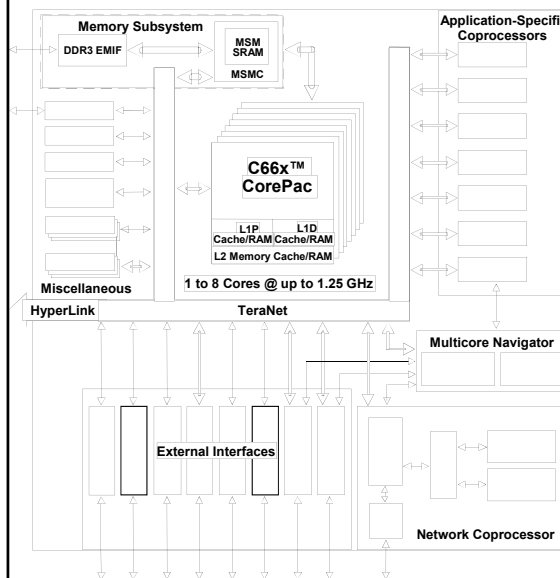 Memory Subsystem
DDR3 EMIF
MSM
SRAM
MSMC
Application-Specifi
Coprocessors
C66x™
CorePac
L1P
Cache/RAM
L1D
Cache/RAM
L2 Memory Cache/RAM
1 to 8 Cores @ up to 1.25 GHz
Miscellaneous
HyperLink
TeraNet
Multicore Navigator
External Interfaces
Network Coprocessor